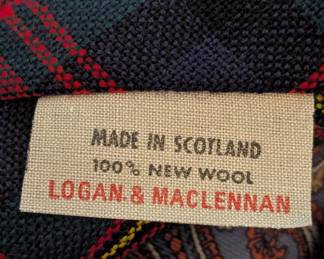 MADE IN SCOTLAND
100% NEW WOOL
LOGAN & MACLENNAN